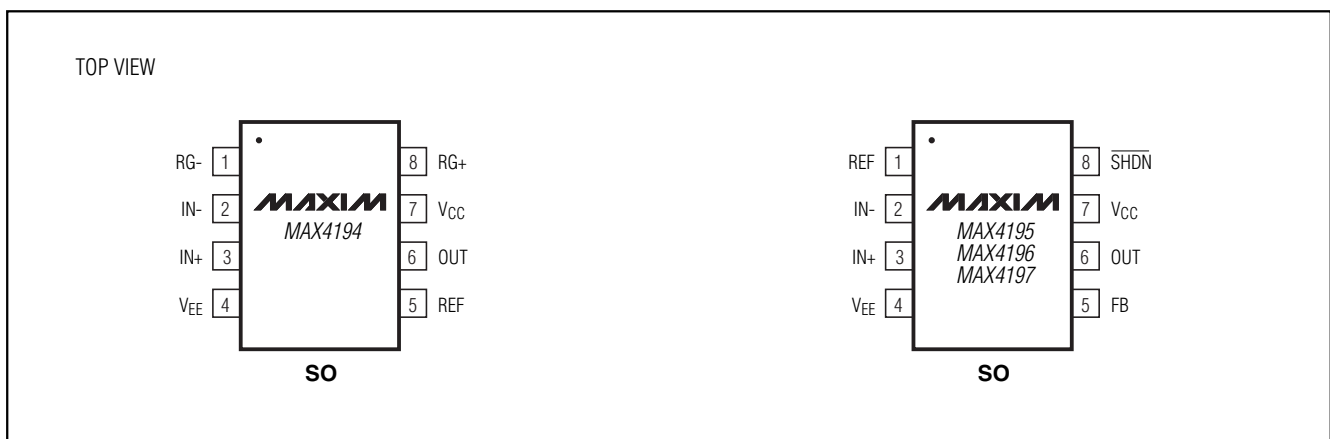 TOP VIEW
RG- 1
IN- 2
IN+ 3
VEE 4
MAXIM
MAX4194
8 RG+
7 VCC
6 OUT
5 REF
SO
REF 1
IN- 2
IN+ 3
VEE 4
MAXIM
MAX4195
MAX4196
MAX4197
8 SHDN
7 VCC
6 OUT
5 FB
SO